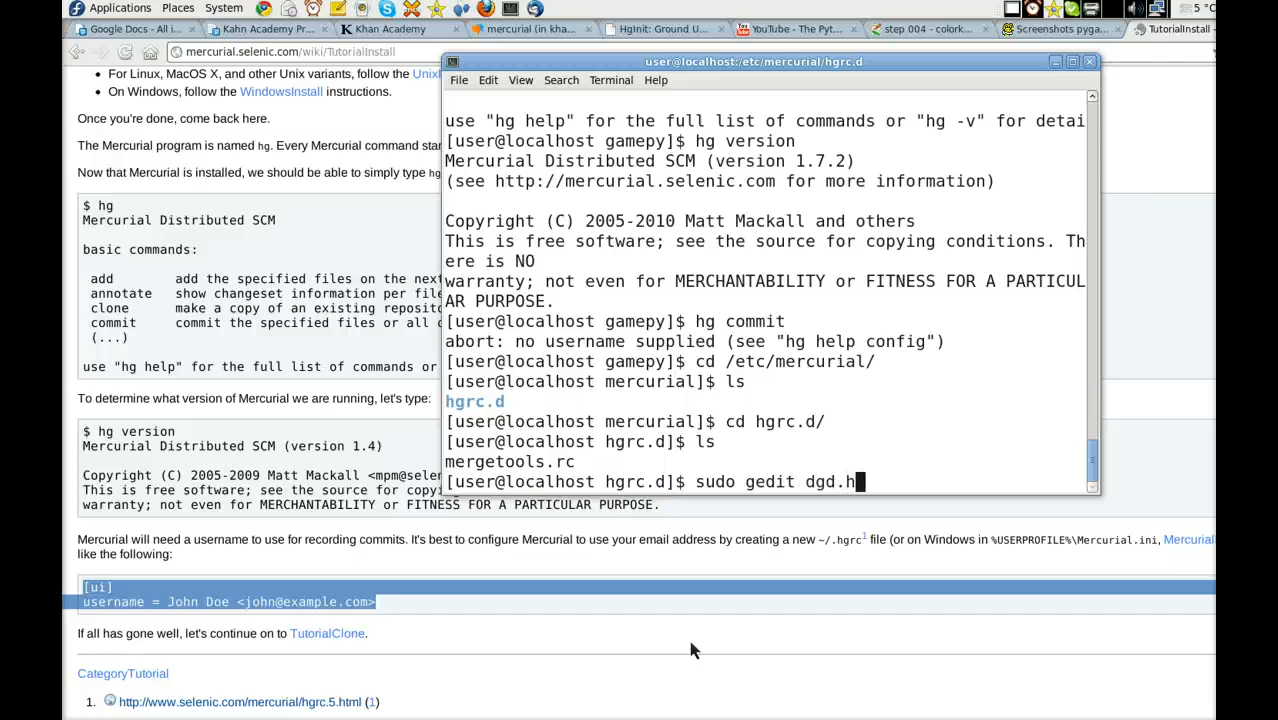 Applications Places System
5 °C
Google Docs - All i...
Kahn Academy Pr...
Khan Academy
mercurial (in kha...
HgInit: Ground U...
YouTube - The Pyt...
step 004 - colork...
Screenshots pyga...
TutorialInstall
mercurial.selenic.com/wiki/TutorialInstall
For Linux, MacOS X, and other Unix variants, follow the Unix
On Windows, follow the WindowsInstall instructions.
Once you're done, come back here.
The Mercurial program is named hg. Every Mercurial command star
Now that Mercurial is installed, we should be able to simply type hg
$ hg
Mercurial Distributed SCM
basic commands:
add add the specified files on the next
annotate show changeset information per file
clone make a copy of an existing reposito
commit commit the specified files or all o
(...)
use "hg help" for the full list of commands or
To determine what version of Mercurial we are running, let's type:
$ hg version
Mercurial Distributed SCM (version 1.4)
Copyright (C) 2005-2009 Matt Mackall <mpm@selen
This is free software; see the source for copyi
warranty; not even for MERCHANTABILITY or FITNESS FOR A PARTICULAR PURPOSE.
Mercurial will need a username to use for recording commits. It's best to configure Mercurial to use your email address by creating a new ~/.hgrc1 file (or on Windows in %USERPROFILE%\Mercurial.ini, Mercurial
like the following:
[ui]
username = John Doe <john@example.com>
If all has gone well, let's continue on to TutorialClone.
CategoryTutorial
1. http://www.selenic.com/mercurial/hgrc.5.html (1)
user@localhost:/etc/mercurial/hgrc.d
File Edit View Search Terminal Help
use "hg help" for the full list of commands or "hg -v" for detai
[user@localhost gamepy]$ hg version
Mercurial Distributed SCM (version 1.7.2)
(see http://mercurial.selenic.com for more information)
Copyright (C) 2005-2010 Matt Mackall and others
This is free software; see the source for copying conditions. Th
ere is NO
warranty; not even for MERCHANTABILITY or FITNESS FOR A PARTICUL
AR PURPOSE.
[user@localhost gamepy]$ hg commit
abort: no username supplied (see "hg help config")
[user@localhost gamepy]$ cd /etc/mercurial/
[user@localhost mercurial]$ ls
hgrc.d
[user@localhost mercurial]$ cd hgrc.d/
[user@localhost hgrc.d]$ ls
mergetools.rc
[user@localhost hgrc.d]$ sudo gedit dgd.h